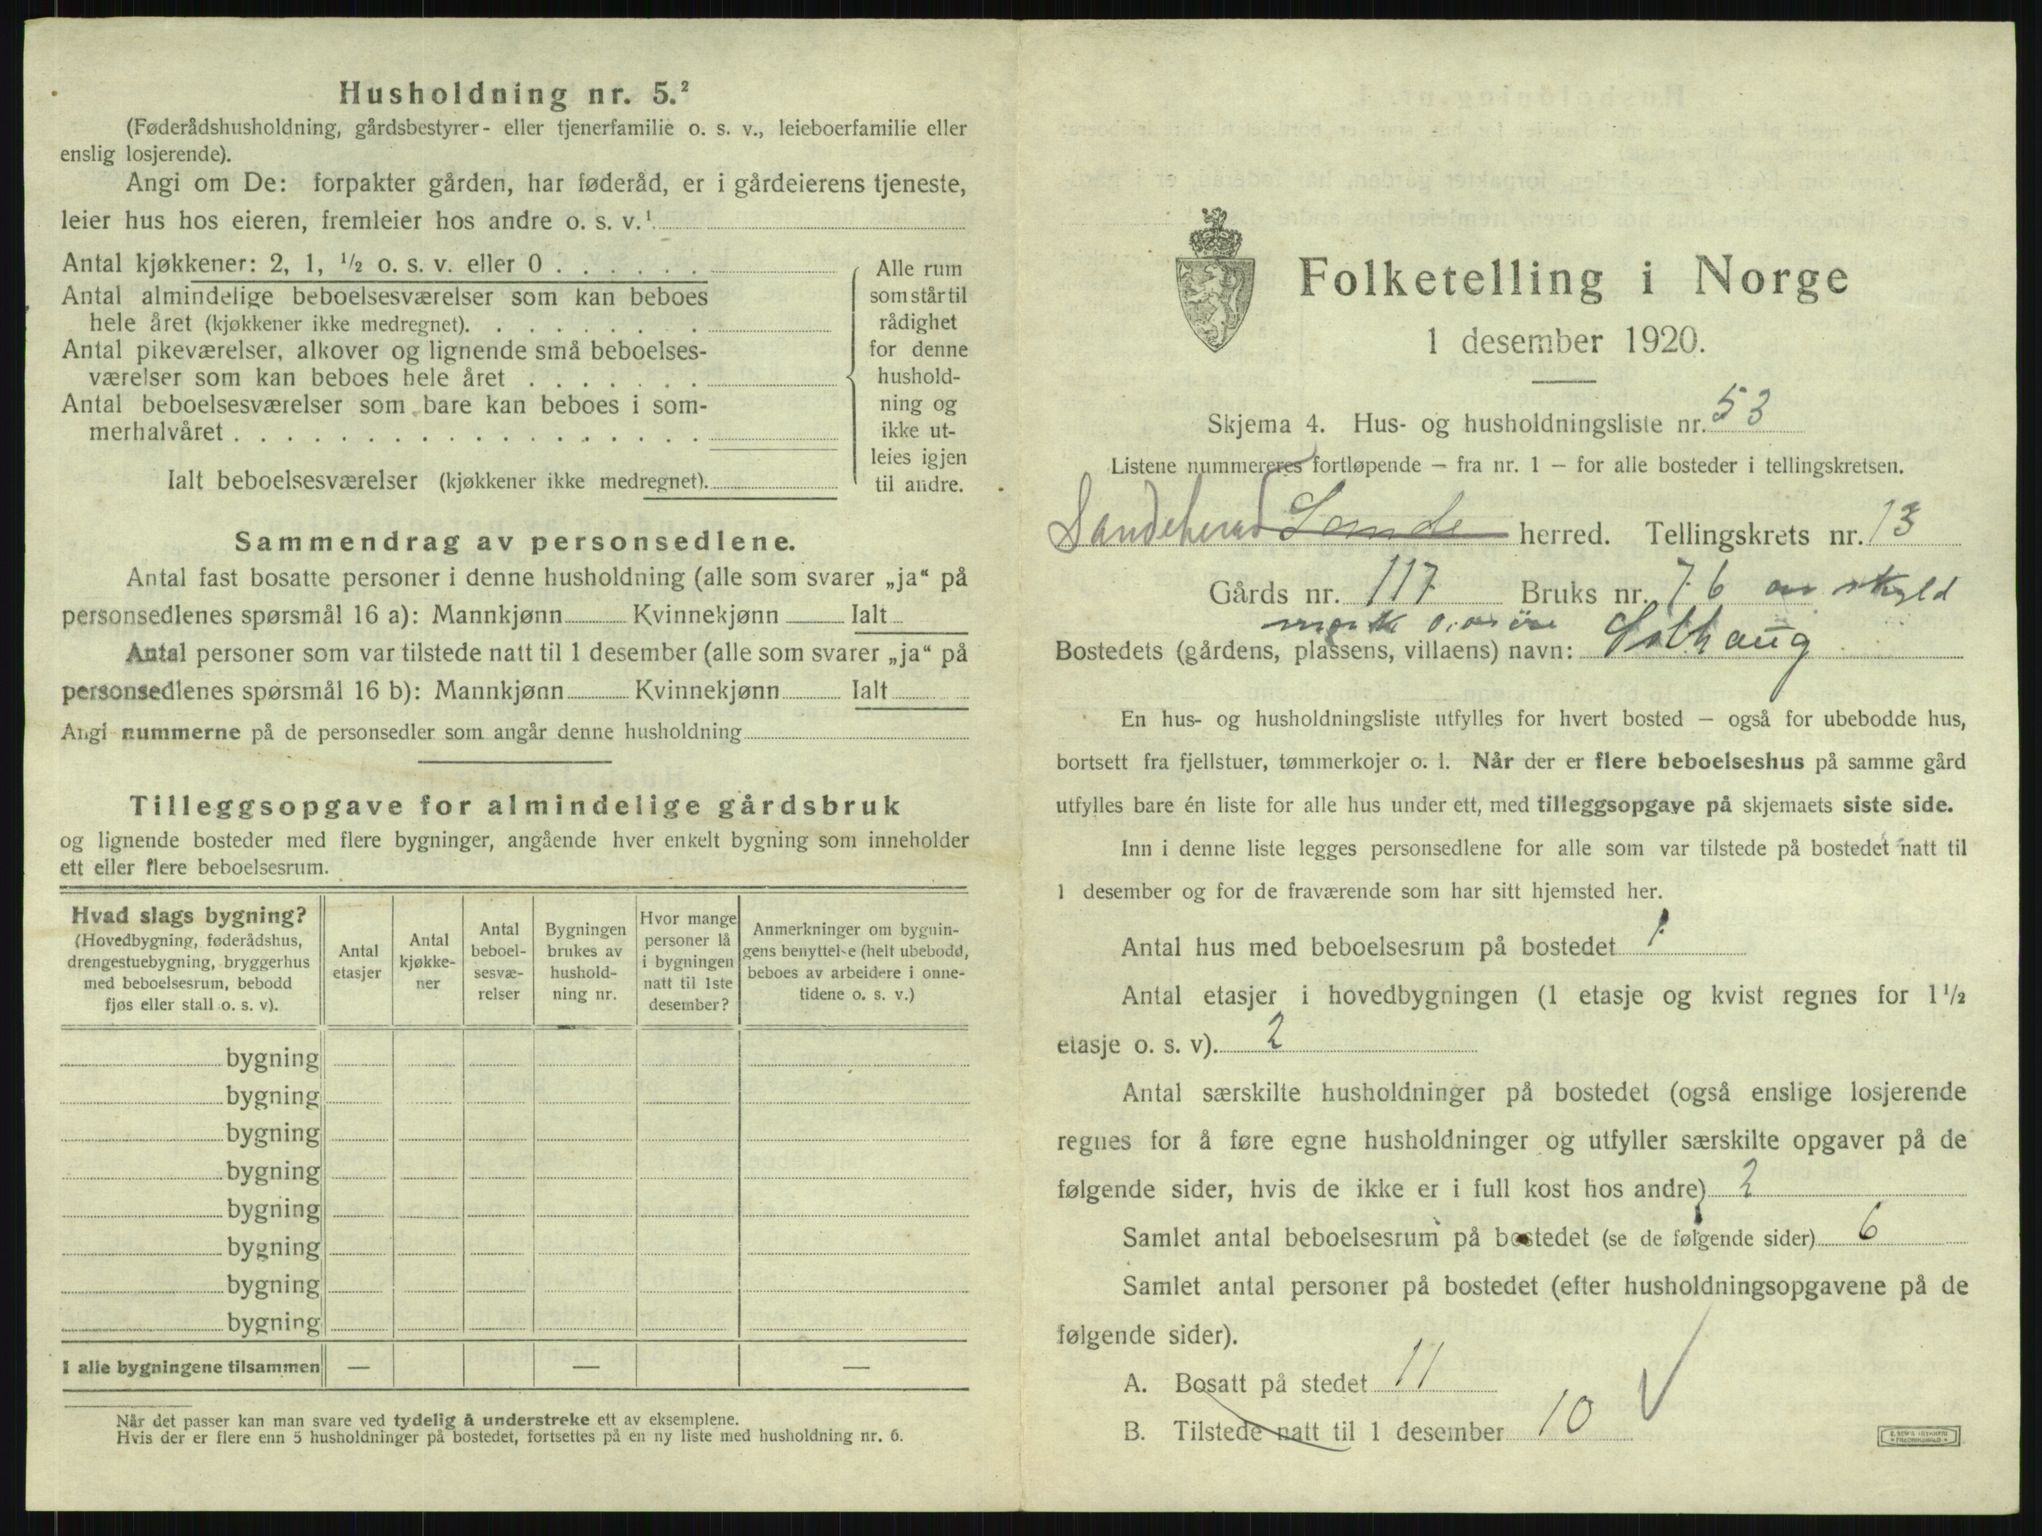 Husholdning nr. 5.²
(Føderådshusholdning, gårdsbestyrer- eller tjenerfamilie o. s. v., leieboerfamilie eller
enslig losjerende).
Angi om De: forpakter gården, har føderåd, er i gårdeierens tjeneste,
leier hus hos eieren, fremleier hos andre o. s. v.¹
Antal kjøkkener: 2, 1, ½ o. s. v. eller 0
Antal almindelige beboelsesværelser som kan beboes
hele året (kjøkkener ikke medregnet).
Antal pikeværelser, alkover og lignende små beboelses-
værelser som kan beboes hele året
Antal beboelsesværelser som bare kan beboes i som-
merhalvåret
Ialt beboelsesværelser (kjøkkener ikke medregnet).
Alle rum
som står til
rådighet
for denne
hushold-
ning og
ikke ut-
leies igjen
til andre.
Sammendrag av personsedlene.
Antal fast bosatte personer i denne husholdning (alle som svarer „ja“ på
personsedlenes spørsmål 16 a): Mannkjønn Kvinnekjønn Ialt
Antal personer som var tilstede natt til 1 desember (alle som svarer „ja“ på
personsedlenes spørsmål 16 b): Mannkjønn Kvinnekjønn Ialt
Angi nummerne på de personsedler som angår denne husholdning
Tilleggsopgave for almindelige gårdsbruk
og lignende bosteder med flere bygninger, angående hver enkelt bygning som inneholder
ett eller flere beboelsesrum.
Hvad slags bygning?
(Hovedbygning, føderådshus,
drengestuebygning, bryggerhus
med beboelsesrum, bebodd
fjøs eller stall o. s. v).
Antal
etasjer
Antal
kjøkke-
ner
Antal
beboel-
sesvæ-
relser
Bygningen
brukes av
hushold-
ning nr.
Hvor mange
personer lå
i bygningen
natt til 1ste
desember?
Anmerkninger om bygnin-
gens benyttelse (helt ubebodd,
beboes av arbeidere i onne-
tidene o. s. v.)
bygning
bygning
bygning
bygning
bygning
bygning
bygning
bygning
I alle bygningene tilsammen — — —
Når det passer kan man svare ved tydelig å understreke ett av eksemplene.
Hvis der er flere enn 5 husholdninger på bostedet, fortsettes på en ny liste med husholdning nr. 6.
Folketelling i Norge
1 desember 1920.
Skjema 4. Hus- og husholdningsliste nr. 53
Listene nummereres fortløpende – fra nr. 1 – for alle bosteder i tellingskretsen.
Sandeherad Sande herred. Tellingskrets nr. 13
Gårds nr. 117 Bruks nr. 76 av skyld
mark
Bostedets (gårdens, plassens, villaens) navn: Solhaug
En hus- og husholdningsliste utfylles for hvert bosted – også for ubebodde hus,
bortsett fra fjellstuer, tømmerkojer o. l. Når der er flere beboelseshus på samme gård
utfylles bare én liste for alle hus under ett, med tilleggsopgave på skjemaets siste side.
Inn i denne liste legges personsedlene for alle som var tilstede på bostedet natt til
1 desember og for de fraværende som har sitt hjemsted her.
Antal hus med beboelsesrum på bostedet 1
Antal etasjer i hovedbygningen (1 etasje og kvist regnes for 1½
etasje o. s. v). 2
Antal særskilte husholdninger på bostedet (også enslige losjerende
regnes for å føre egne husholdninger og utfyller særskilte opgaver på de
følgende sider, hvis de ikke er i full kost hos andre) 2
Samlet antal beboelsesrum på bostedet (se de følgende sider) 6
Samlet antal personer på bostedet (efter husholdningsopgavene på de
følgende sider).
A. Bosatt på stedet 11
B. Tilstede natt til 1 desember 10